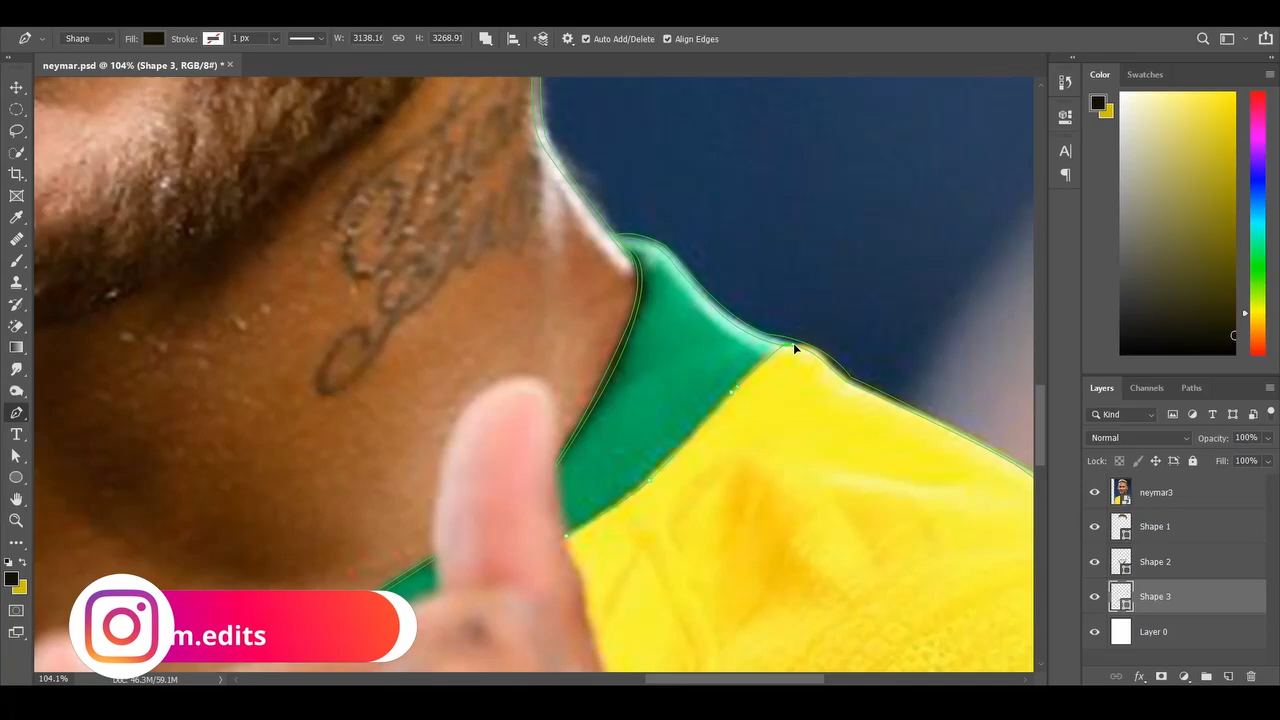 Shape
Fill:
Stroke:
1 px
W: 3138.16
H: 3268.91
Auto Add/Delete
Align Edges
neymar.psd @ 104% (Shape 3, RGB/8#) *
Color
Swatches
Layers
Channels
Paths
Kind
Normal
Opacity: 100%
Lock:
Fill: 100%
neymar3
Shape 1
Shape 2
Shape 3
Layer 0
m.edits
104.1%
Doc: 46.3M/59.1M